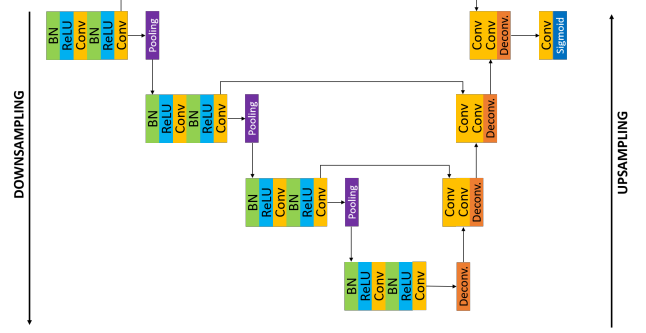 BN ReLU Conv BN ReLU Conv Pooling Conv Conv Deconv. Conv Sigmoid
DOWNSAMPLING
BN ReLU Conv BN ReLU Conv Pooling Conv Conv Deconv.
UPSAMPLING
BN ReLU Conv BN ReLU Conv Pooling Conv Conv Deconv.
BN ReLU Conv BN ReLU Conv Deconv.